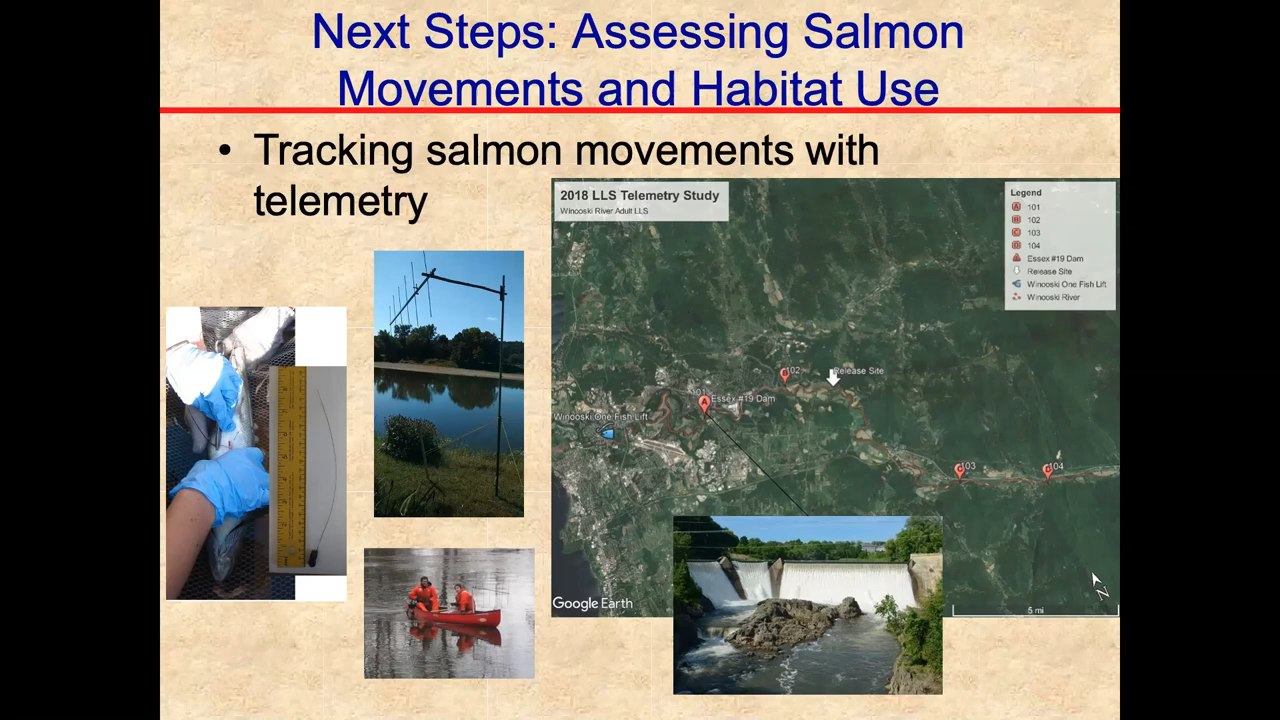 Next Steps: Assessing Salmon
Movements and Habitat Use
• Tracking salmon movements with
telemetry
2018 LLS Telemetry Study
Winooski River Adult LLS
Legend
101
102
103
104
Essex #19 Dam
Release Site
Winooski One Fish Lift
Winooski River
102
Release Site
101
A
Essex #19 Dam
Winooski One Fish Lift
103
104
Google Earth
5 mi
N